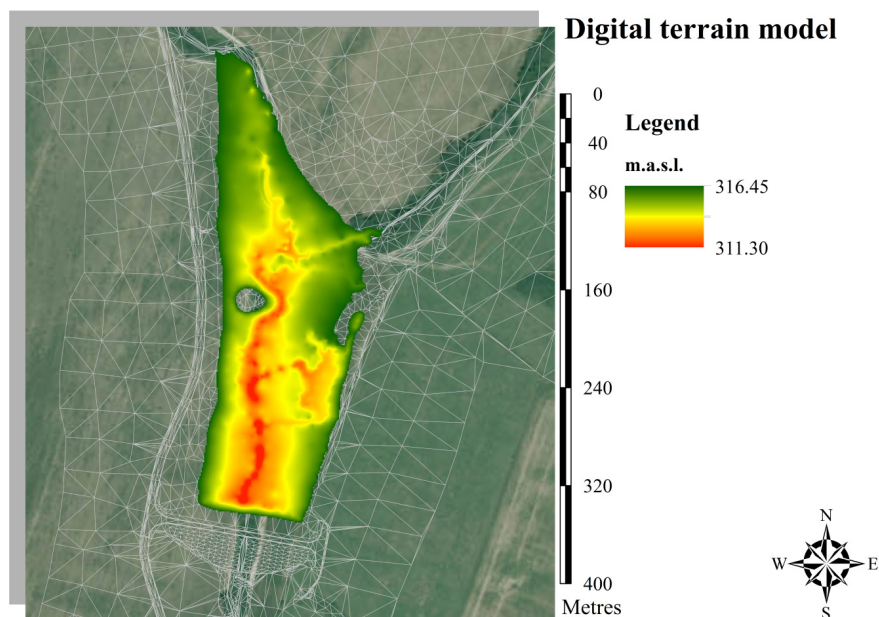 Digital terrain model
0
40
80
160
240
320
400
Metres
Legend
m.a.s.l.
316.45
311.30
N
W E
S